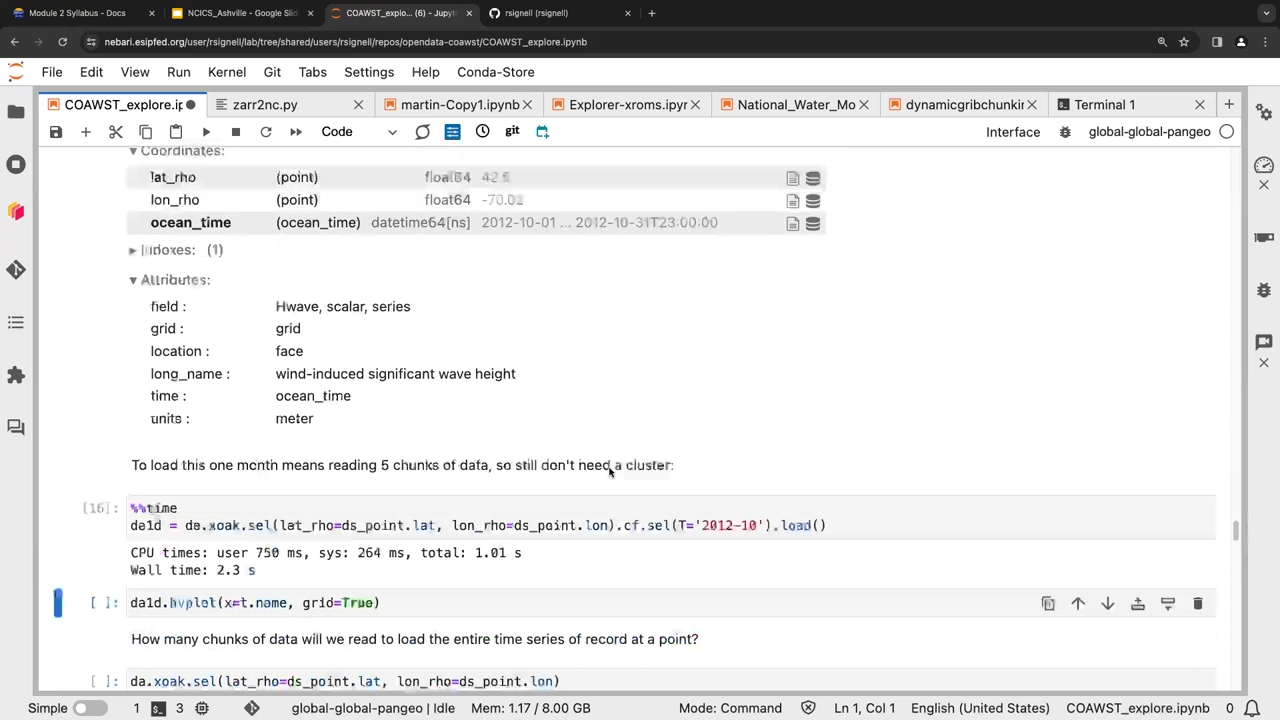 Module 2 Syllabus - Docs
NCICS_Ashville - Google Slid
COAWST_explo... (6) - Jupyte
rsignell (rsignell)
nebari.esipfed.org/user/rsignell/lab/tree/shared/users/rsignell/repos/opendata-coawst/COAWST_explore.ipynb
File Edit View Run Kernel Git Tabs Settings Help Conda-Store
COAWST_explore.ip
zarr2nc.py
martin-Copy1.ipynb
Explorer-xroms.ipyr
National_Water_Mo
dynamicgribchunkin
Terminal 1
Code
git
Interface
global-global-pangeo
Coordinates:
lat_rho (point) float64 42.5
lon_rho (point) float64 -70.02
ocean_time (ocean_time) datetime64[ns] 2012-10-01 ... 2012-10-31T23:00:00
Indexes: (1)
Attributes:
field : Hwave, scalar, series
grid : grid
location : face
long_name : wind-induced significant wave height
time : ocean_time
units : meter
To load this one month means reading 5 chunks of data, so still don't need a cluster:
[16]: %%time
da1d = da.xoak.sel(lat_rho=ds_point.lat, lon_rho=ds_point.lon).cf.sel(T='2012-10').load()
CPU times: user 750 ms, sys: 264 ms, total: 1.01 s
Wall time: 2.3 s
[ ]: da1d.hvplot(x=t.name, grid=True)
How many chunks of data will we read to load the entire time series of record at a point?
[ ]: da.xoak.sel(lat_rho=ds_point.lat, lon_rho=ds_point.lon)
Simple 1 3 global-global-pangeo | Idle Mem: 1.17 / 8.00 GB Mode: Command Ln 1, Col 1 English (United States) COAWST_explore.ipynb 0